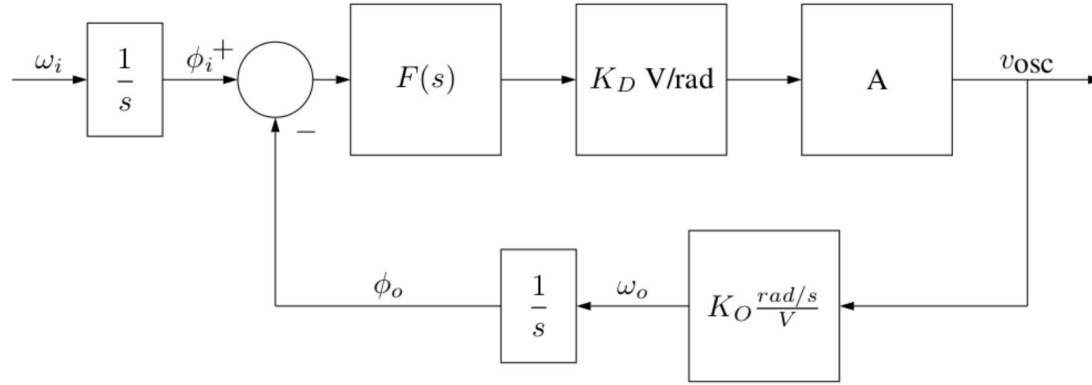 ω_i
1/s
ϕ_i +
−
F(s)
K_D V/rad
A
v_OSC
ϕ_o
1/s
ω_o
K_O rad/s / V